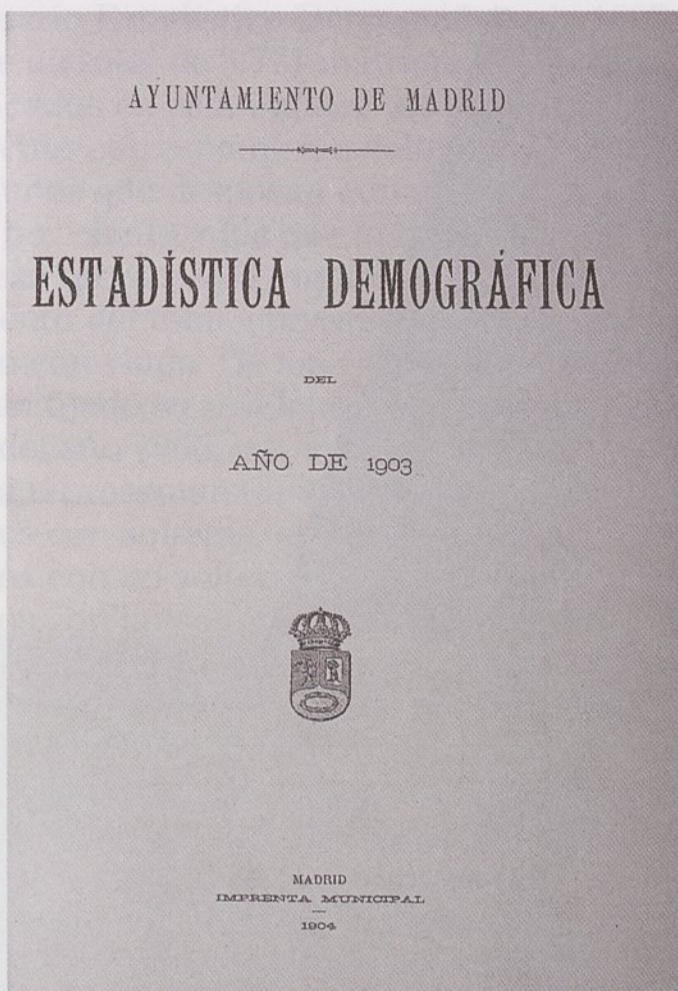 AYUNTAMIENTO DE MADRID
ESTADÍSTICA DEMOGRÁFICA
DEL
AÑO DE 1903
MADRID
IMPRENTA MUNICIPAL
1904